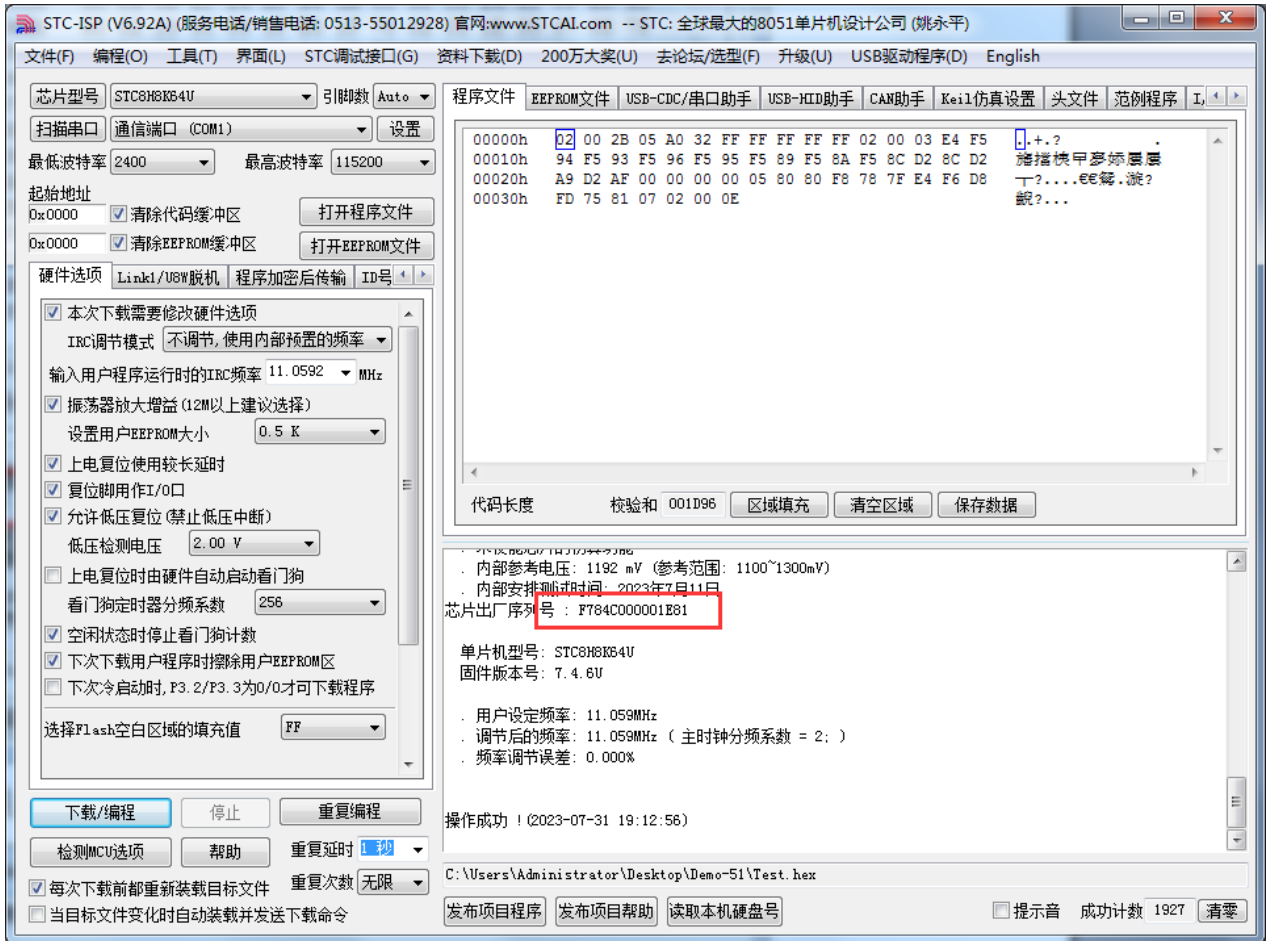 STC-ISP (V6.92A) (服务电话/销售电话: 0513-55012928) 官网:www.STCAI.com -- STC: 全球最大的8051单片机设计公司 (姚永平)
文件(F) 编程(O) 工具(T) 界面(L) STC调试接口(G) 资料下载(D) 200万大奖(U) 去论坛/选型(F) 升级(U) USB驱动程序(D) English
芯片型号 STC8H8K64U 引脚数 Auto
扫描串口 通信端口 (COM1) 设置
最低波特率 2400 最高波特率 115200
起始地址
0x0000 清除代码缓冲区 打开程序文件
0x0000 清除EEPROM缓冲区 打开EEPROM文件
硬件选项 Link1/U8W脱机 程序加密后传输 ID号
本次下载需要修改硬件选项
IRC调节模式 不调节,使用内部预置的频率
输入用户程序运行时的IRC频率 11.0592 MHz
振荡器放大增益(12M以上建议选择)
设置用户EEPROM大小 0.5 K
上电复位使用较长延时
复位脚用作I/O口
允许低压复位(禁止低压中断)
低压检测电压 2.00 V
上电复位时由硬件自动启动看门狗
看门狗定时器分频系数 256
空闲状态时停止看门狗计数
下次下载用户程序时擦除用户EEPROM区
下次冷启动时,P3.2/P3.3为0/0才可下载程序
选择Flash空白区域的填充值 FF
下载/编程 停止 重复编程
检测MCU选项 帮助 重复延时 1 秒
每次下载前都重新装载目标文件 重复次数 无限
当目标文件变化时自动装载并发送下载命令
程序文件 EEPROM文件 USB-CDC/串口助手 USB-HID助手 CAN助手 Keil仿真设置 头文件 范例程序 I,
00000h 02 00 2B 05 A0 32 FF FF FF FF FF 02 00 03 E4 F5 ..+.? .
00010h 94 F5 93 F5 96 F5 95 F5 89 F5 8A F5 8C D2 8C D2
00020h A9 D2 AF 00 00 00 00 05 80 80 F8 78 7F E4 F6 D8
00030h FD 75 81 07 02 00 0E
代码长度 校验和 001D96 区域填充 清空区域 保存数据
. 内部参考电压: 1192 mV (参考范围: 1100~1300mV)
. 内部安排测试时间: 2023年7月11日
芯片出厂序列号 : F784C000001E81
单片机型号: STC8H8K64U
固件版本号: 7.4.6U
. 用户设定频率: 11.059MHz
. 调节后的频率: 11.059MHz ( 主时钟分频系数 = 2; )
. 频率调节误差: 0.000%
操作成功 !(2023-07-31 19:12:56)
C:\Users\Administrator\Desktop\Demo-51\Test.hex
发布项目程序 发布项目帮助 读取本机硬盘号
提示音 成功计数 1927 清零